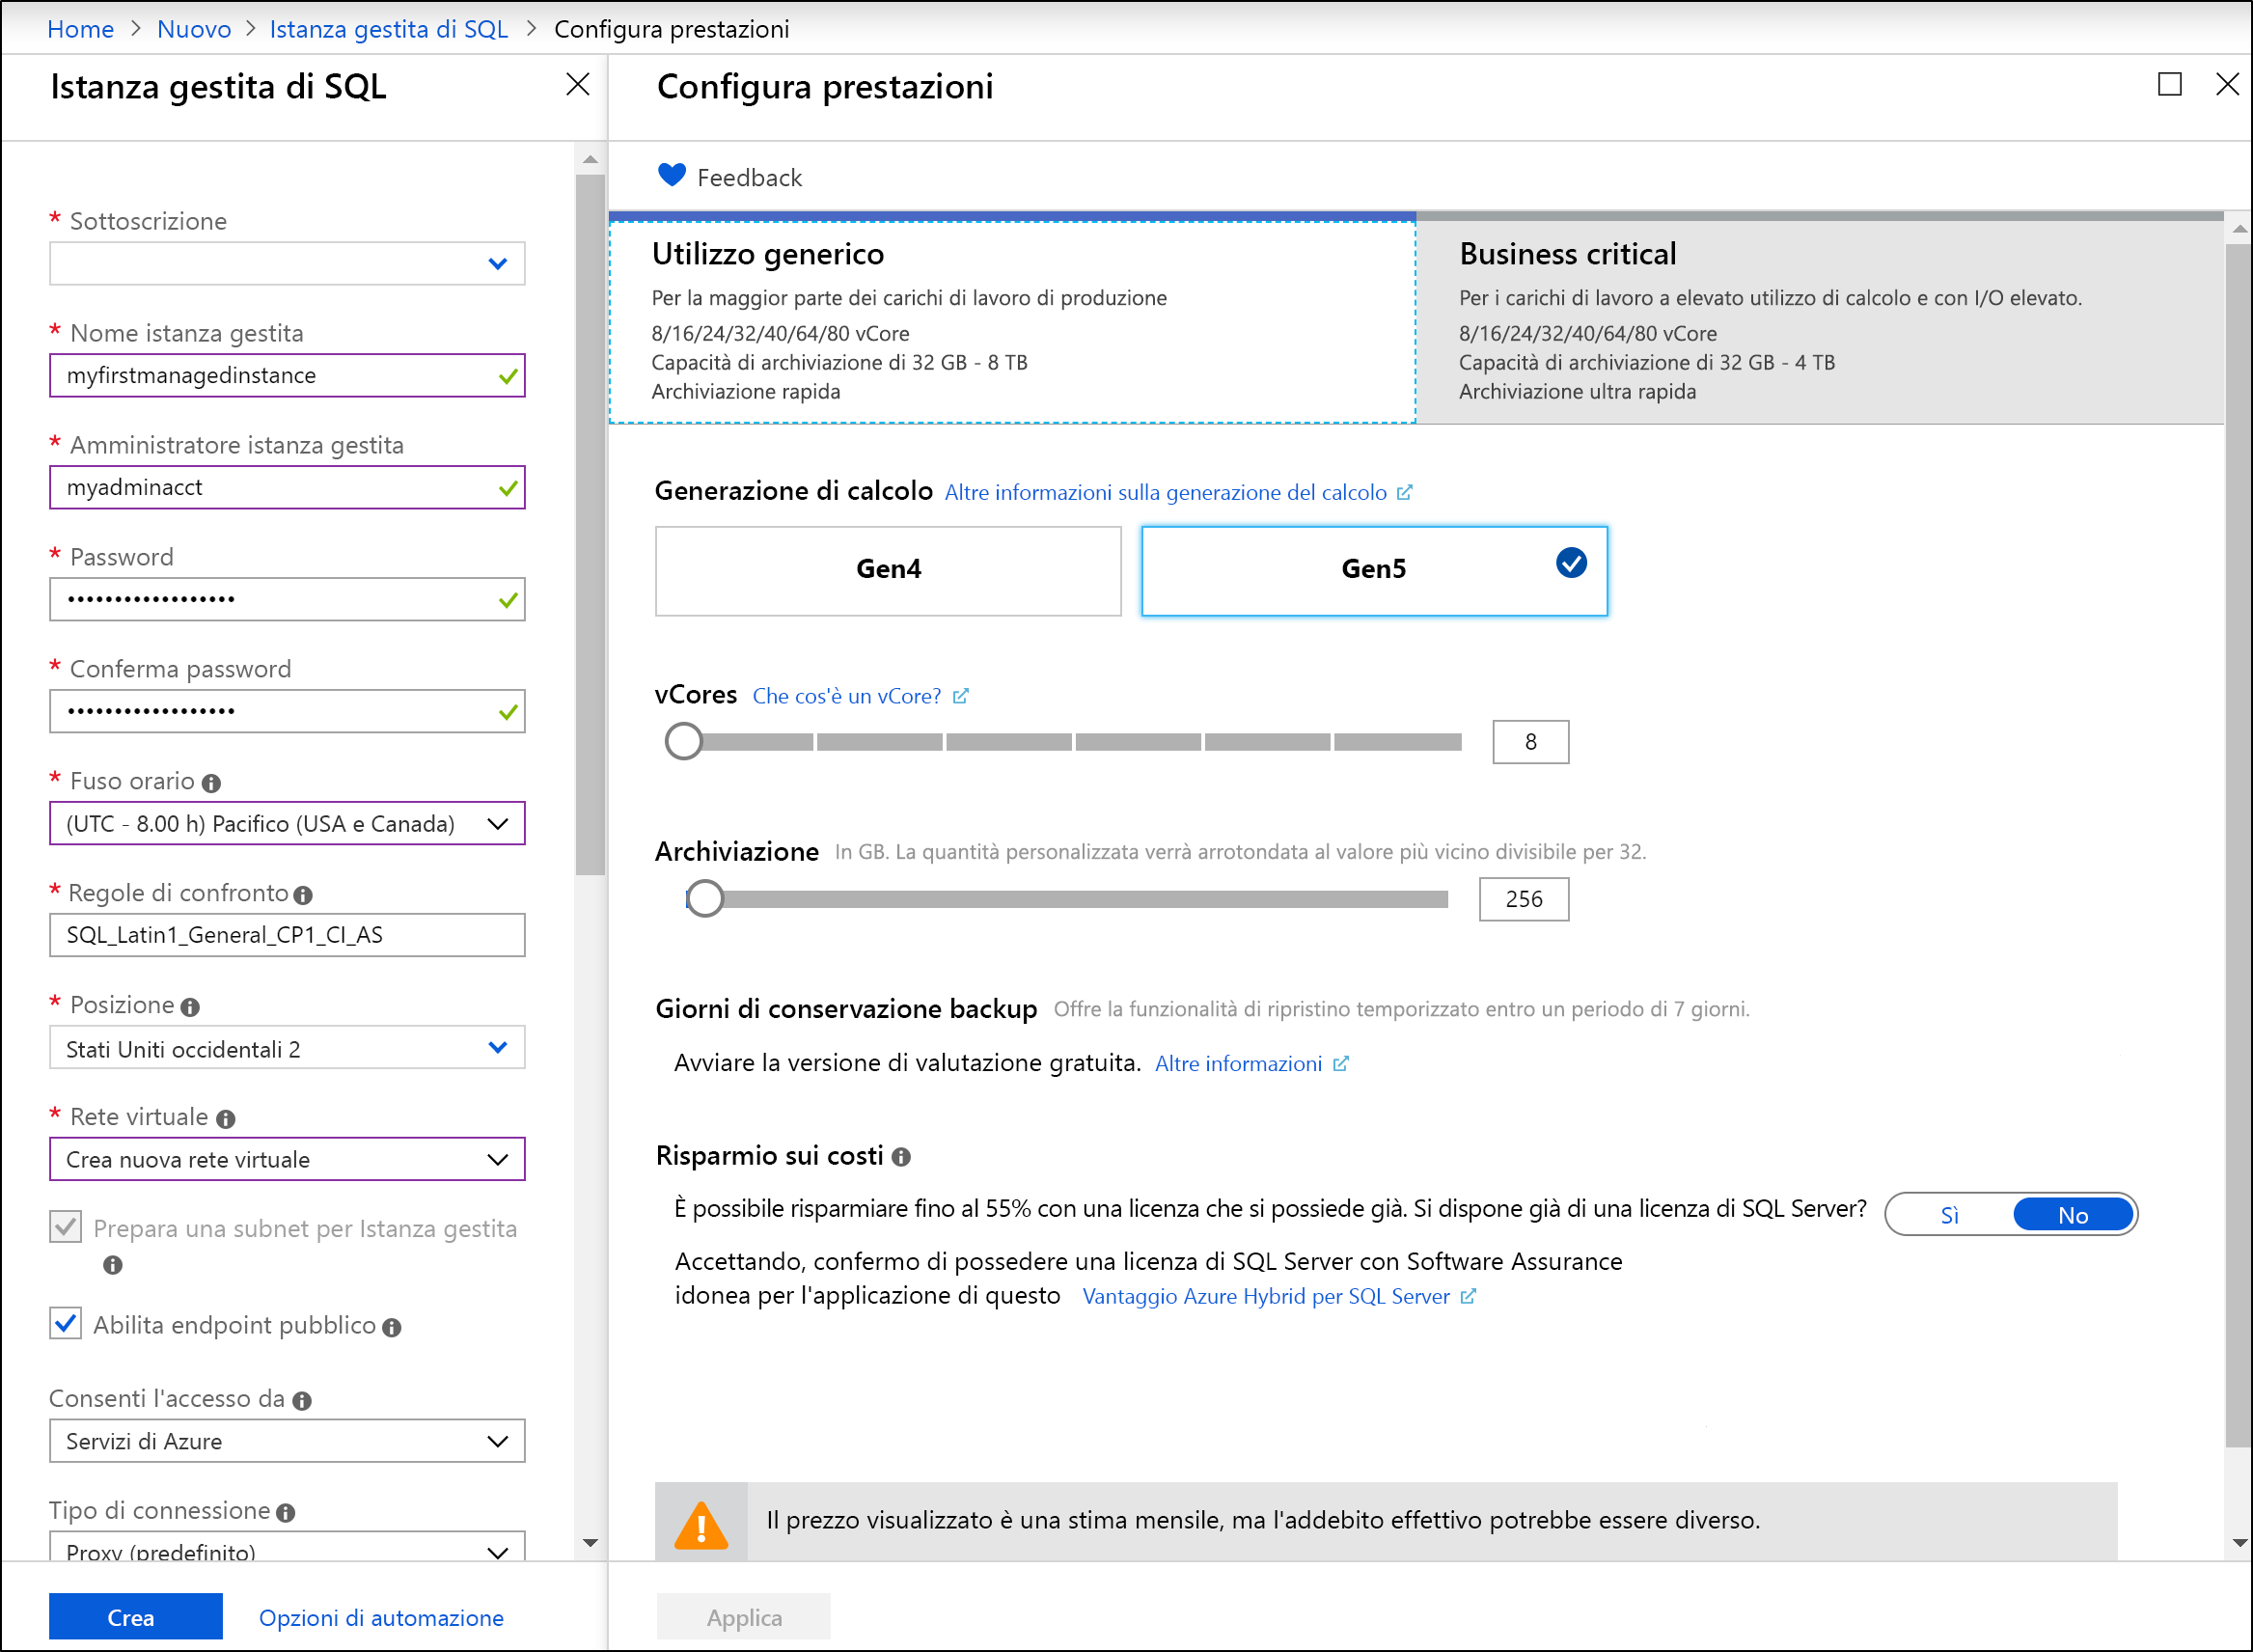 Home > Nuovo > Istanza gestita di SQL > Configura prestazioni
Istanza gestita di SQL
* Sottoscrizione
* Nome istanza gestita
myfirstmanagedinstance
* Amministratore istanza gestita
myadminacct
* Password
••••••••••••••••••
* Conferma password
••••••••••••••••••
* Fuso orario
(UTC - 8.00 h) Pacifico (USA e Canada)
* Regole di confronto
SQL_Latin1_General_CP1_CI_AS
* Posizione
Stati Uniti occidentali 2
* Rete virtuale
Crea nuova rete virtuale
Prepara una subnet per Istanza gestita
Abilita endpoint pubblico
Consenti l'accesso da
Servizi di Azure
Tipo di connessione
Proxy (predefinito)
Crea
Opzioni di automazione
Configura prestazioni
Feedback
Utilizzo generico
Per la maggior parte dei carichi di lavoro di produzione
8/16/24/32/40/64/80 vCore
Capacità di archiviazione di 32 GB - 8 TB
Archiviazione rapida
Business critical
Per i carichi di lavoro a elevato utilizzo di calcolo e con I/O elevato.
8/16/24/32/40/64/80 vCore
Capacità di archiviazione di 32 GB - 4 TB
Archiviazione ultra rapida
Generazione di calcolo Altre informazioni sulla generazione del calcolo
Gen4
Gen5
vCores Che cos'è un vCore?
8
Archiviazione In GB. La quantità personalizzata verrà arrotondata al valore più vicino divisibile per 32.
256
Giorni di conservazione backup Offre la funzionalità di ripristino temporizzato entro un periodo di 7 giorni.
Avviare la versione di valutazione gratuita. Altre informazioni
Risparmio sui costi
È possibile risparmiare fino al 55% con una licenza che si possiede già. Si dispone già di una licenza di SQL Server? Sì No
Accettando, confermo di possedere una licenza di SQL Server con Software Assurance
idonea per l'applicazione di questo Vantaggio Azure Hybrid per SQL Server
Il prezzo visualizzato è una stima mensile, ma l'addebito effettivo potrebbe essere diverso.
Applica